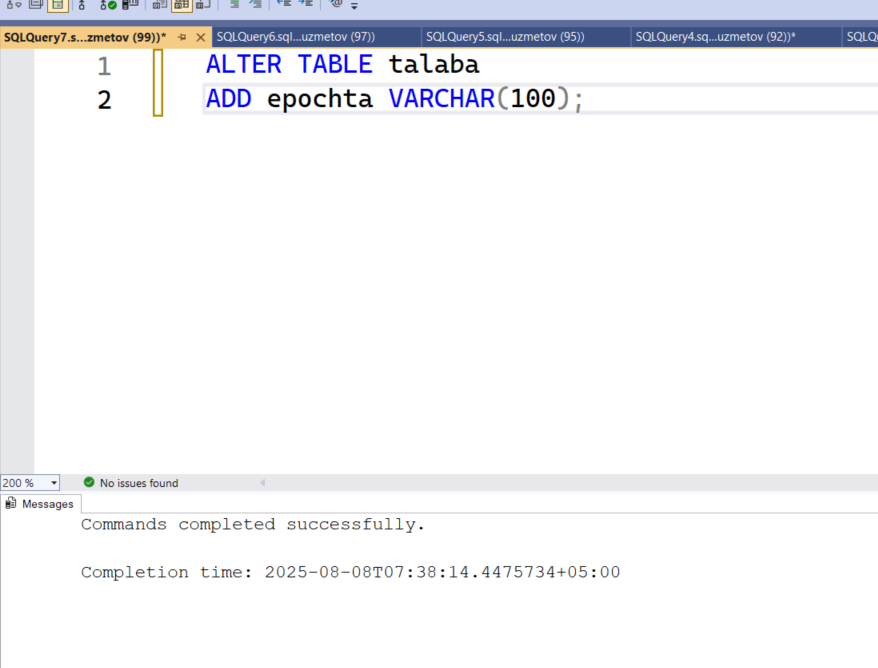 SQLQuery7.s...zmetov (99))* SQLQuery6.sql...uzmetov (97)) SQLQuery5.sql...uzmetov (95)) SQLQuery4.sq...uzmetov (92))* SQLQ
1 ALTER TABLE talaba
2 ADD epochta VARCHAR(100);
200 % No issues found
Messages
Commands completed successfully.
Completion time: 2025-08-08T07:38:14.4475734+05:00